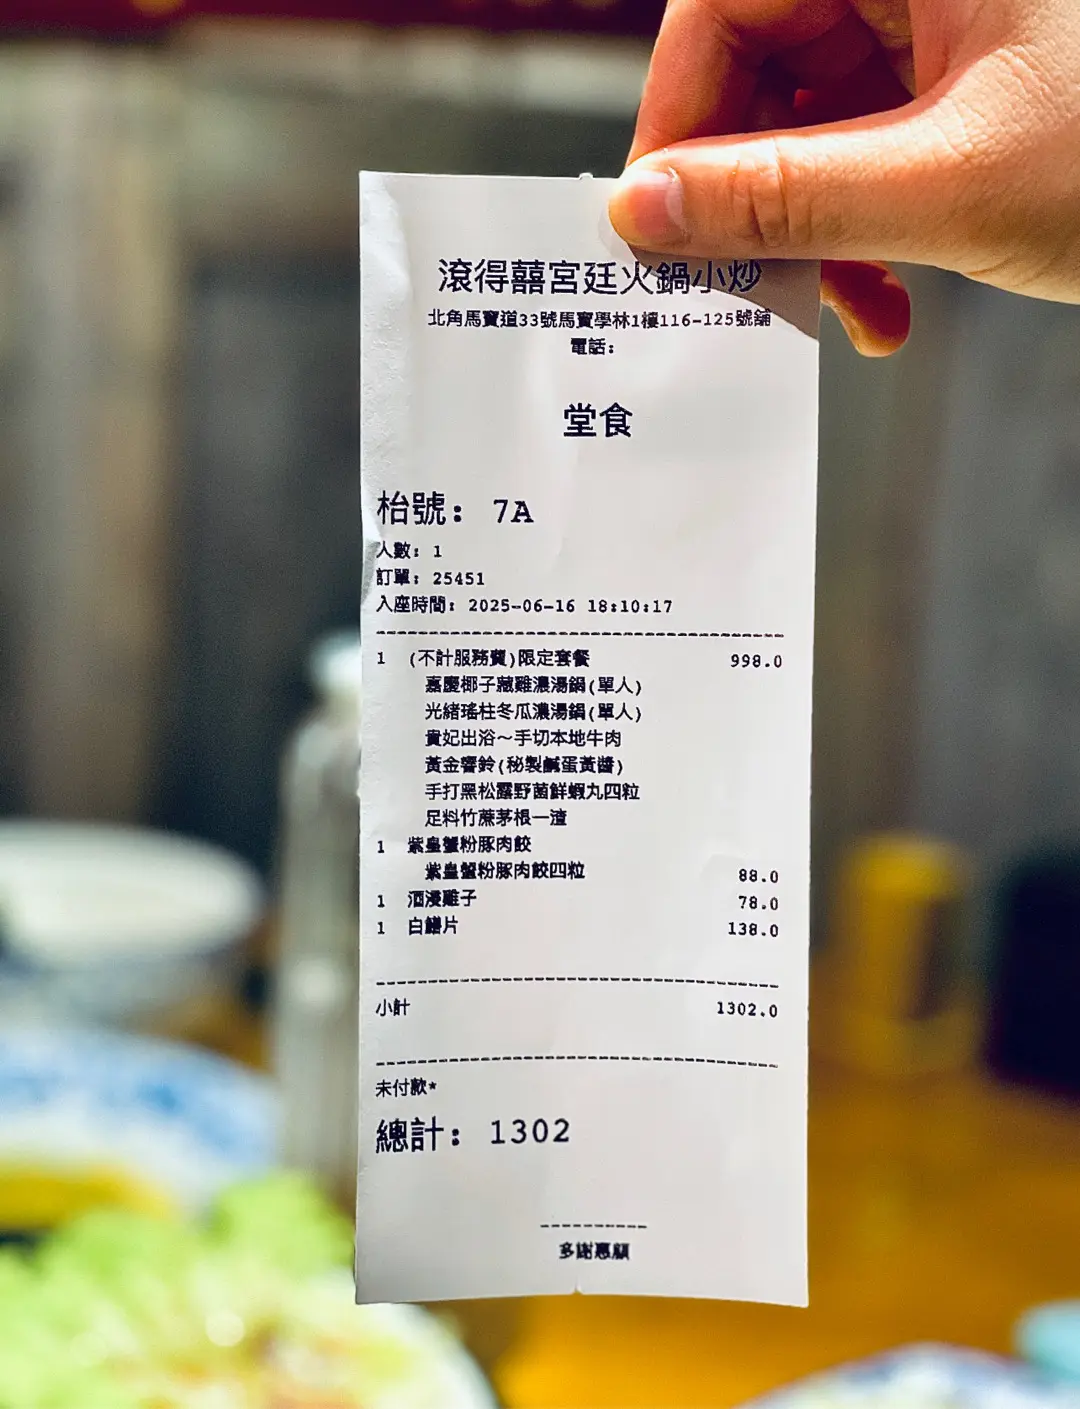 滾得囍宮廷火鍋小炒
北角馬寶道33號馬寶學林1樓116-125號舖
電話:
堂食
枱號: 7A
人數: 1
訂單: 25451
入座時間: 2025-06-16 18:10:17
1 (不計服務費)限定套餐 998.0
嘉慶椰子藏雞濃湯鍋(單人)
光緒瑤柱冬瓜濃湯鍋(單人)
貴妃出浴~手切本地牛肉
黃金響鈴(秘製鹹蛋黃醬)
手打黑松露野菌鮮蝦丸四粒
足料竹蔗茅根一渣
1 紫皇蟹粉豚肉餃
紫皇蟹粉豚肉餃四粒 88.0
1 酒浸雞子 78.0
1 白鱔片 138.0
小計 1302.0
未付款*
總計: 1302
多謝惠顧